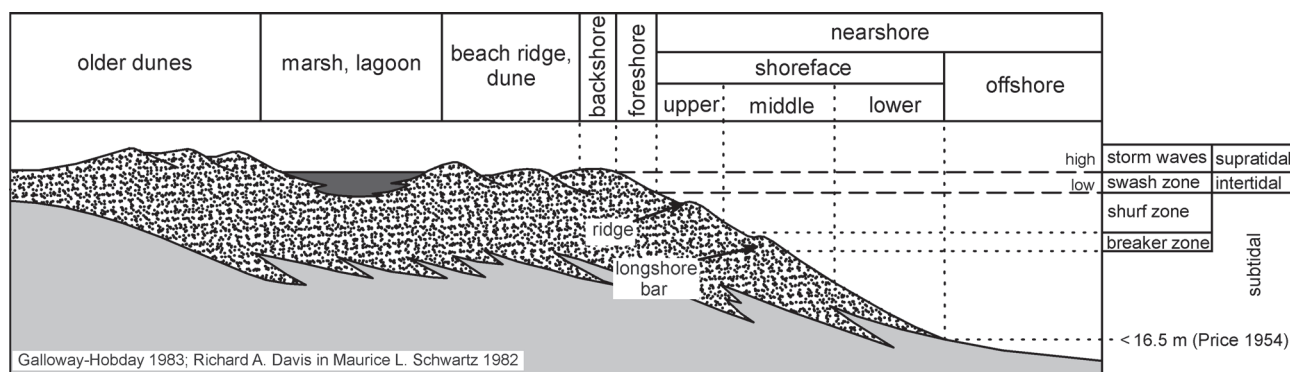 older dunes
marsh, lagoon
beach ridge,
dune
backshore
foreshore
nearshore
shoreface
upper
middle
lower
offshore
high
storm waves
supratidal
low
swash zone
intertidal
shurf zone
breaker zone
subtidal
ridge
longshore
bar
< 16.5 m (Price 1954)
Galloway-Hobday 1983; Richard A. Davis in Maurice L. Schwartz 1982